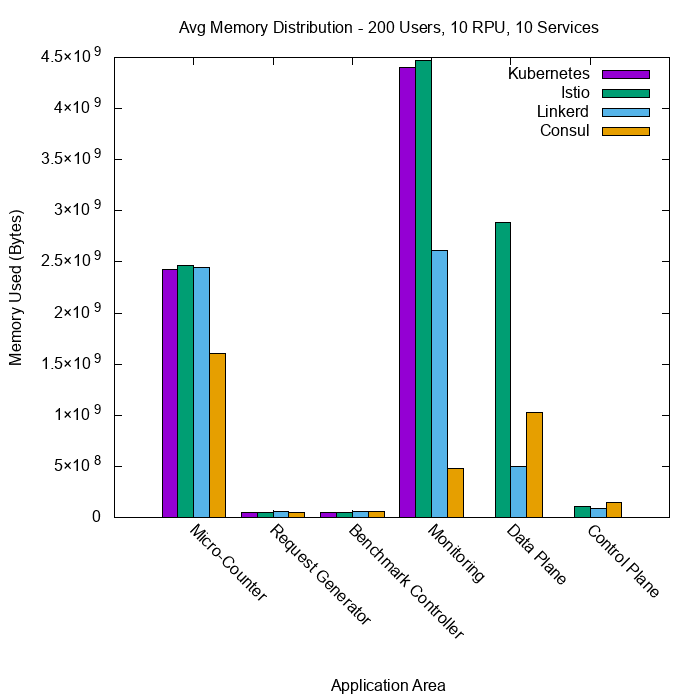 Avg Memory Distribution - 200 Users, 10 RPU, 10 Services
Kubernetes
Istio
Linkerd
Consul
Memory Used (Bytes)
4.5×10⁹
4×10⁹
3.5×10⁹
3×10⁹
2.5×10⁹
2×10⁹
1.5×10⁹
1×10⁹
5×10⁸
0
Micro-Counter
Request Generator
Benchmark Controller
Monitoring
Data Plane
Control Plane
Application Area